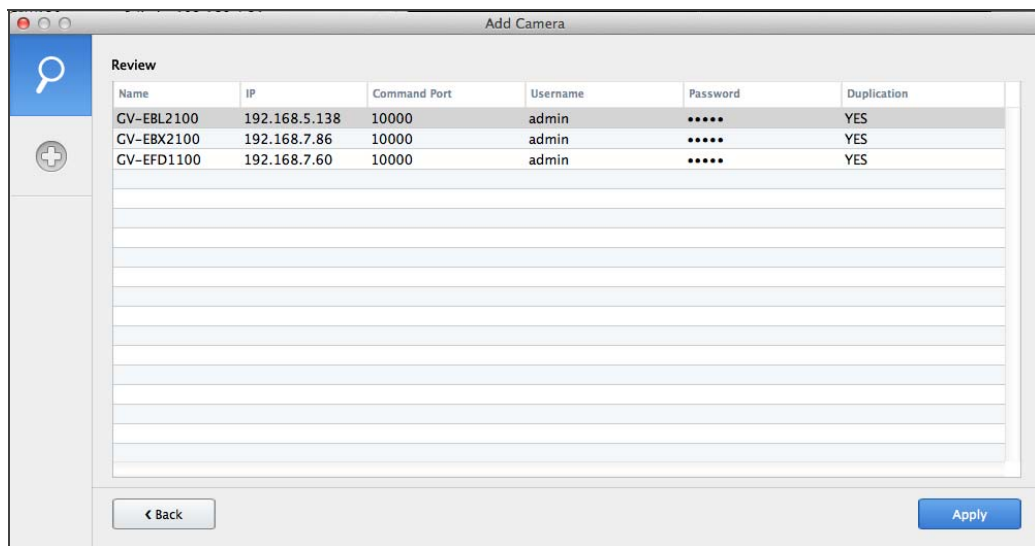 Add Camera
Review
Name IP Command Port Username Password Duplication
GV-EBL2100 192.168.5.138 10000 admin ••••• YES
GV-EBX2100 192.168.7.86 10000 admin ••••• YES
GV-EFD1100 192.168.7.60 10000 admin ••••• YES
< Back Apply